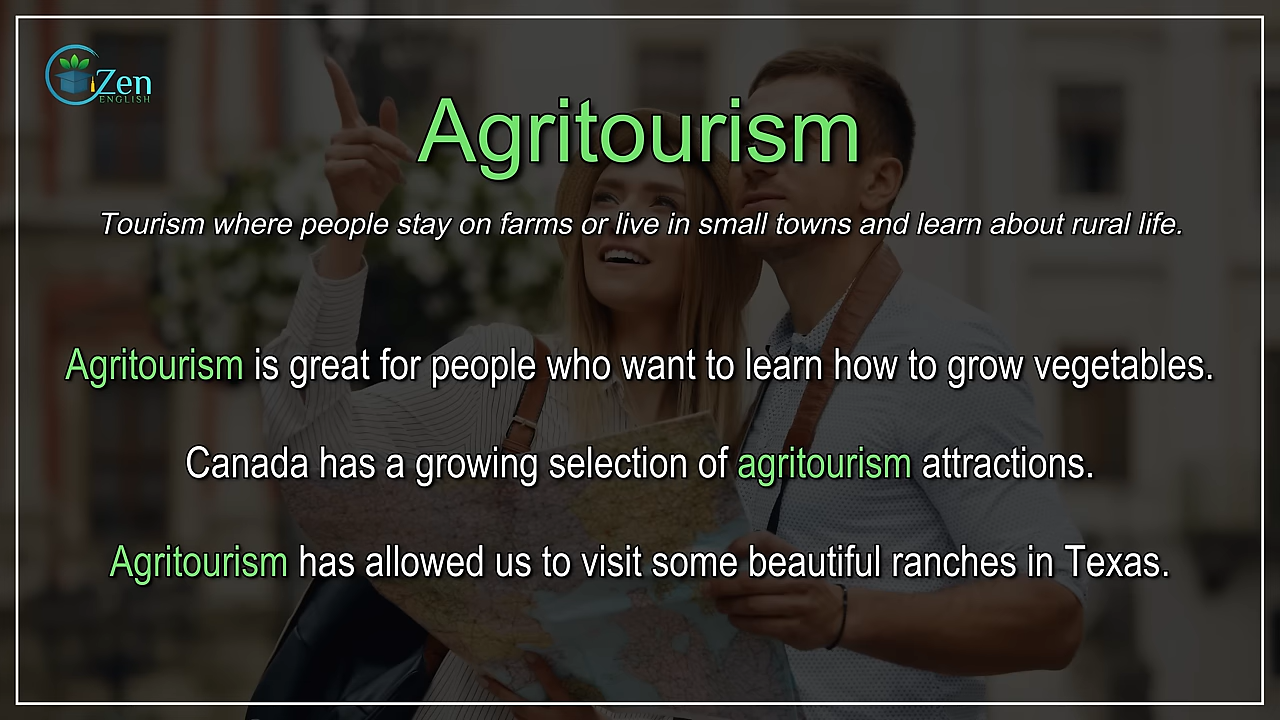 Zen
ENGLISH
Agritourism
Tourism where people stay on farms or live in small towns and learn about rural life.
Agritourism is great for people who want to learn how to grow vegetables.
Canada has a growing selection of agritourism attractions.
Agritourism has allowed us to visit some beautiful ranches in Texas.